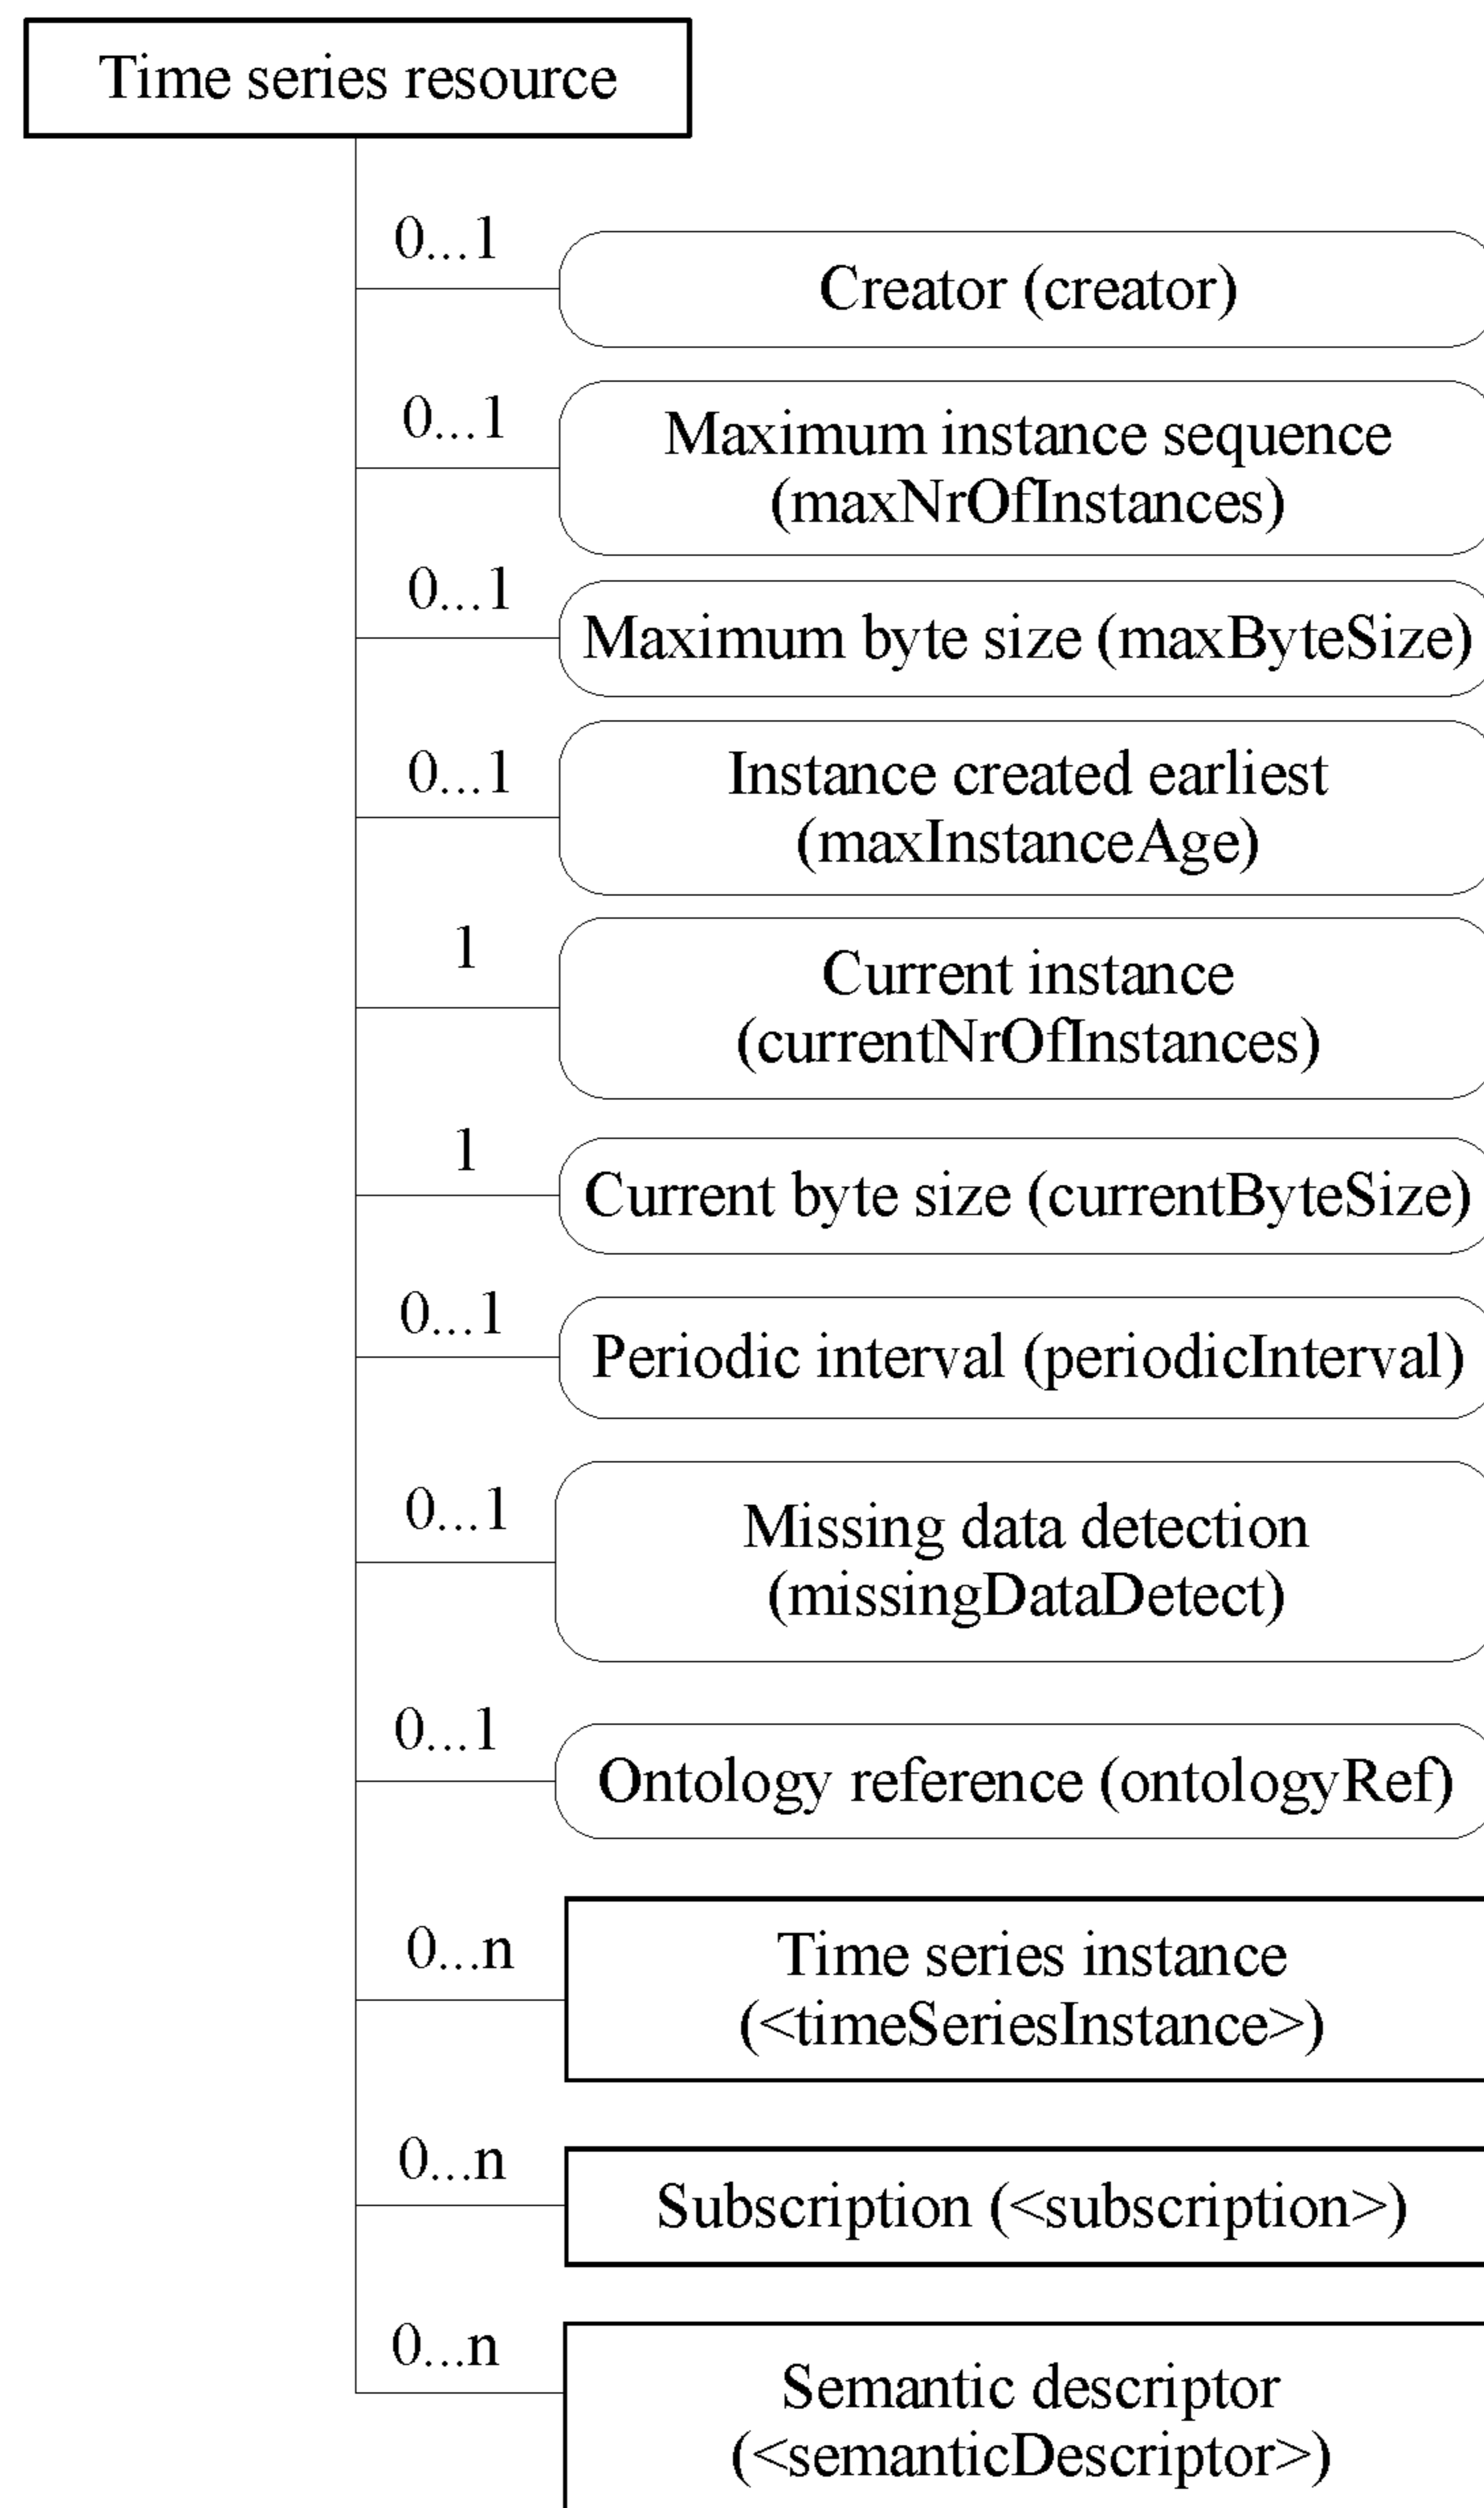 Time series resource
0...1
Creator (creator)
0...1
Maximum instance sequence
(maxNrOfInstances)
0...1
Maximum byte size (maxByteSize)
0...1
Instance created earliest
(maxInstanceAge)
1
Current instance
(currentNrOfInstances)
1
Current byte size (currentByteSize)
0...1
Periodic interval (periodicInterval)
0...1
Missing data detection
(missingDataDetect)
0...1
Ontology reference (ontologyRef)
0...n
Time series instance
(<timeSeriesInstance>)
0...n
Subscription (<subscription>)
0...n
Semantic descriptor
(<semanticDescriptor>)